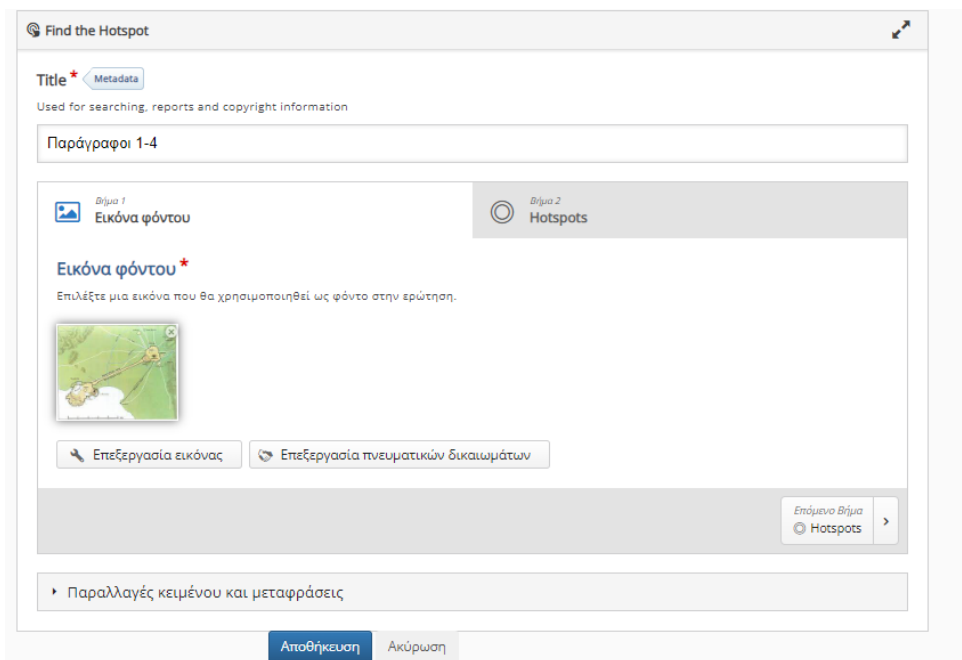 Find the Hotspot
Title * Metadata
Used for searching, reports and copyright information
Παράγραφοι 1-4
Βήμα 1
Εικόνα φόντου
Βήμα 2
Hotspots
Εικόνα φόντου *
Επιλέξτε μια εικόνα που θα χρησιμοποιηθεί ως φόντο στην ερώτηση.
Επεξεργασία εικόνας
Επεξεργασία πνευματικών δικαιωμάτων
Επόμενο Βήμα
Hotspots
Παραλλαγές κειμένου και μεταφράσεις
Αποθήκευση
Ακύρωση